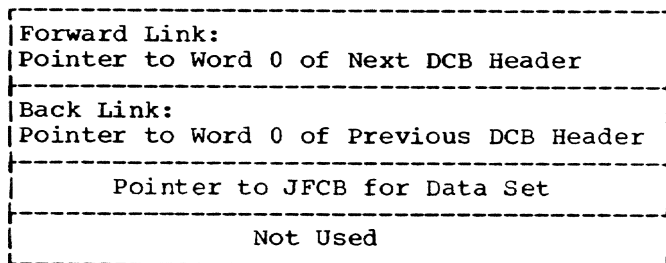 Forward Link:
Pointer to Word 0 of Next DCB Header
Back Link:
Pointer to Word 0 of Previous DCB Header
Pointer to JFCB for Data Set
Not Used